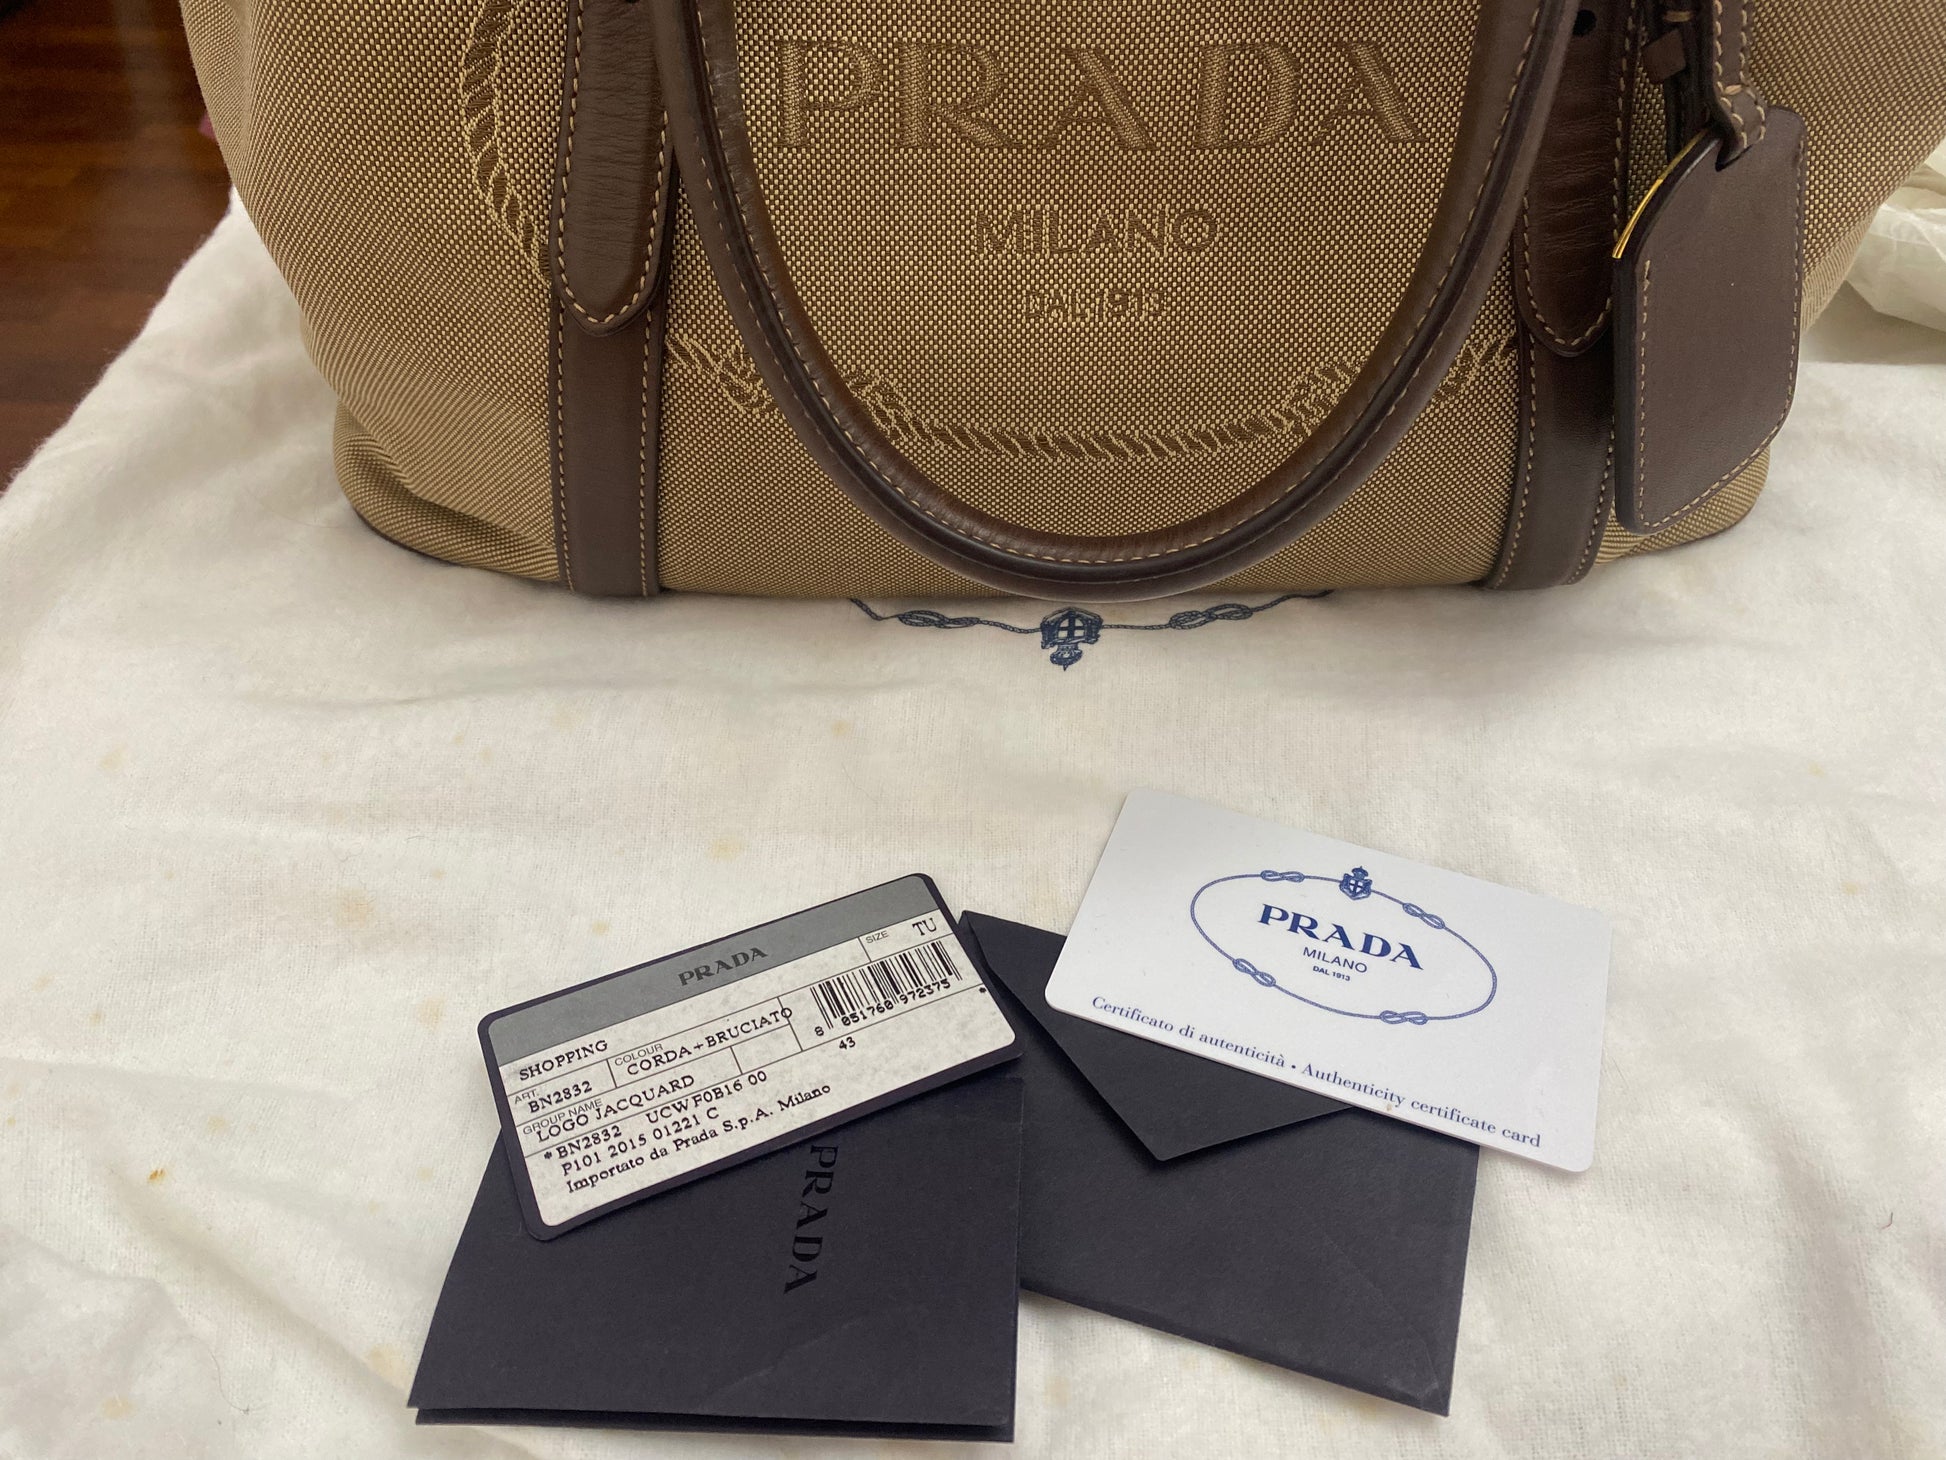 PRADA
MILANO
DAL 1913
PRADA
SIZE TU
SHOPPING
COLOUR
CORDA+BRUCIATO
8 051760 972375
ART.
BN2832
43
GROUP NAME
LOGO JACQUARD
*BN2832 UCWF0B16 00 *
P101 2015 01221 C
Importato da Prada S.p.A. Milano
PRADA
PRADA
MILANO
DAL 1913
Certificato di autenticità • Authenticity certificate card